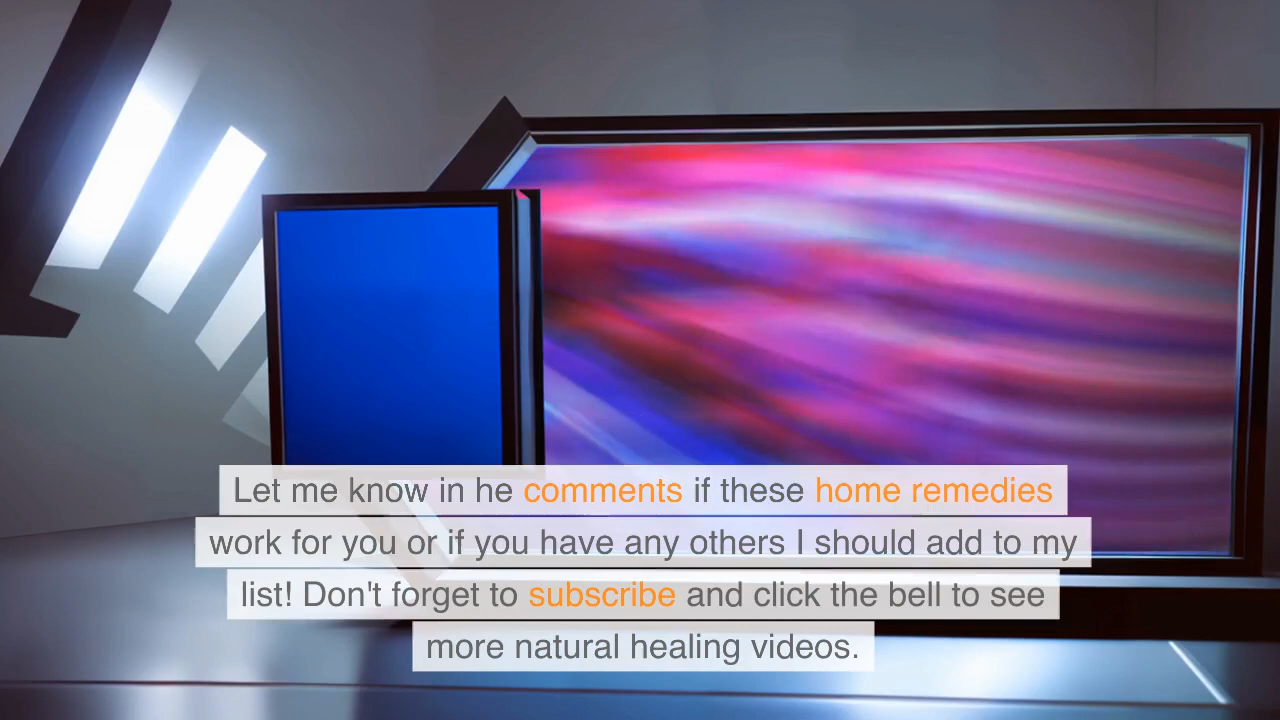 Let me know in he comments if these home remedies
work for you or if you have any others I should add to my
list! Don't forget to subscribe and click the bell to see
more natural healing videos.